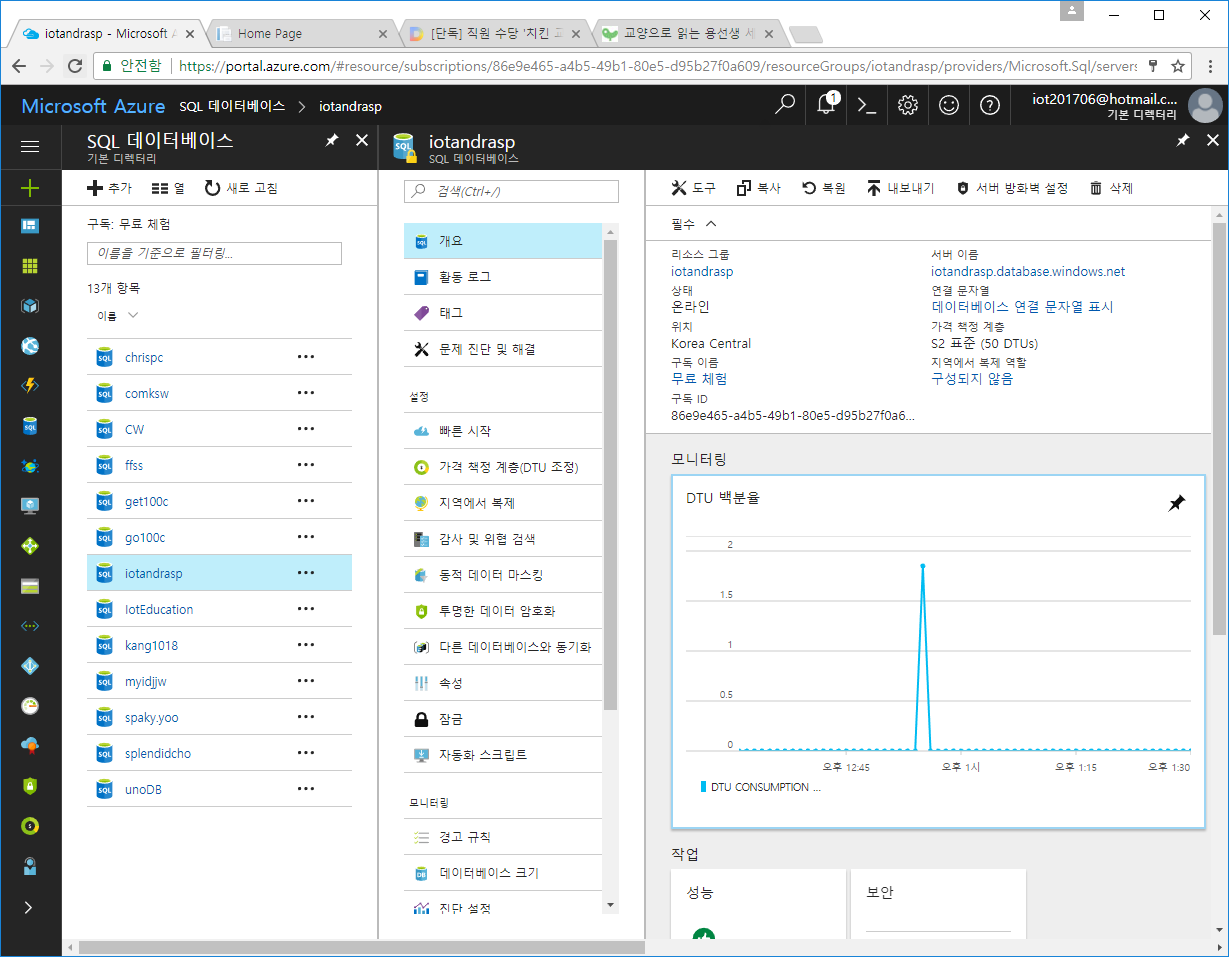 iotandrasp - Microsoft A
Home Page
[단독] 직원 수당 '치킨 교
교양으로 읽는 용선생 세
안전함
https://portal.azure.com/#resource/subscriptions/86e9e465-a4b5-49b1-80e5-d95b27f0a609/resourceGroups/iotandrasp/providers/Microsoft.Sql/servers
Microsoft Azure SQL 데이터베이스 iotandrasp
1
iot201706@hotmail.c...
기본 디렉터리
SQL 데이터베이스
기본 디렉터리
추가
열
새로 고침
구독: 무료 체험
이름을 기준으로 필터링...
13개 항목
이름
chrispc
comksw
CW
ffss
get100c
go100c
iotandrasp
IotEducation
kang1018
myidjjw
spaky.yoo
splendidcho
unoDB
iotandrasp
SQL 데이터베이스
검색(Ctrl+/)
개요
활동 로그
태그
문제 진단 및 해결
설정
빠른 시작
가격 책정 계층(DTU 조정)
지역에서 복제
감사 및 위협 검색
동적 데이터 마스킹
투명한 데이터 암호화
다른 데이터베이스와 동기화
속성
잠금
자동화 스크립트
모니터링
경고 규칙
데이터베이스 크기
진단 설정
도구
복사
복원
내보내기
서버 방화벽 설정
삭제
필수
리소스 그룹
iotandrasp
상태
온라인
위치
Korea Central
구독 이름
무료 체험
구독 ID
86e9e465-a4b5-49b1-80e5-d95b27f0a6...
서버 이름
iotandrasp.database.windows.net
연결 문자열
데이터베이스 연결 문자열 표시
가격 책정 계층
S2 표준 (50 DTUs)
지역에서 복제 역할
구성되지 않음
모니터링
DTU 백분율
2
1.5
1
0.5
0
오후 12:45
오후 1시
오후 1:15
오후 1:30
DTU CONSUMPTION ...
작업
성능
보안